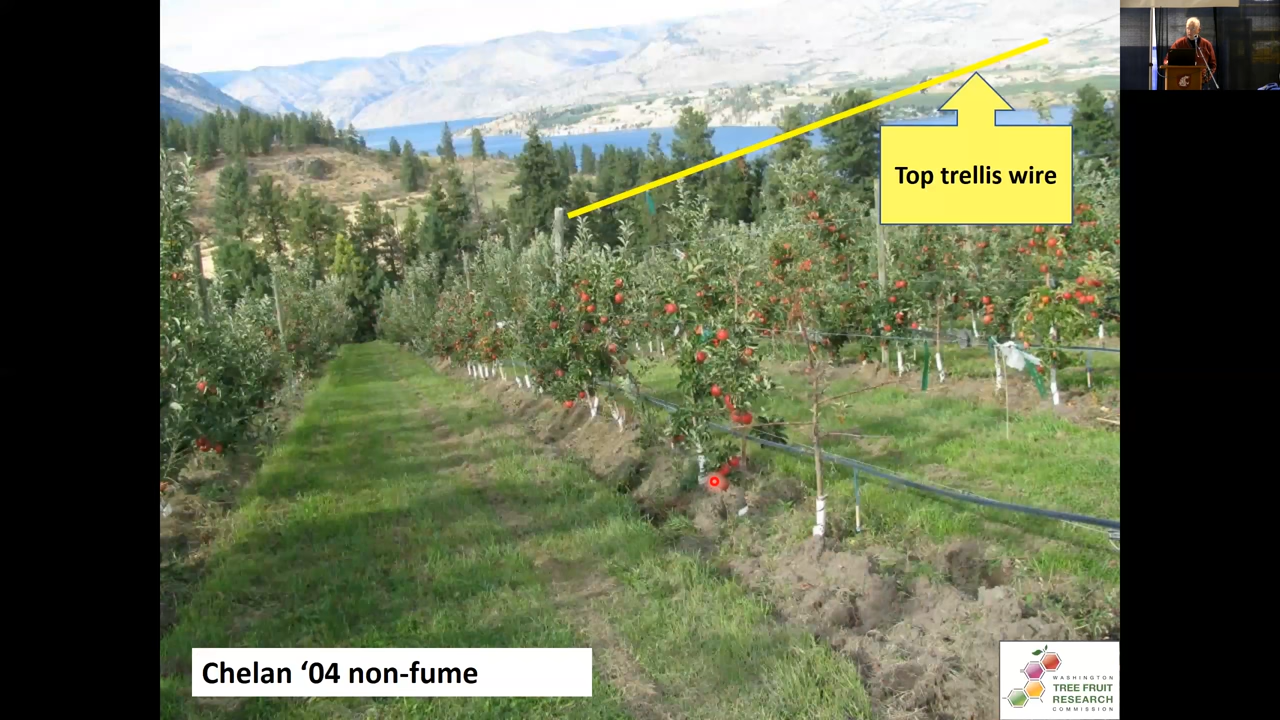 Top trellis wire
Chelan ‘04 non-fume
WASHINGTON
TREE FRUIT
RESEARCH
COMMISSION